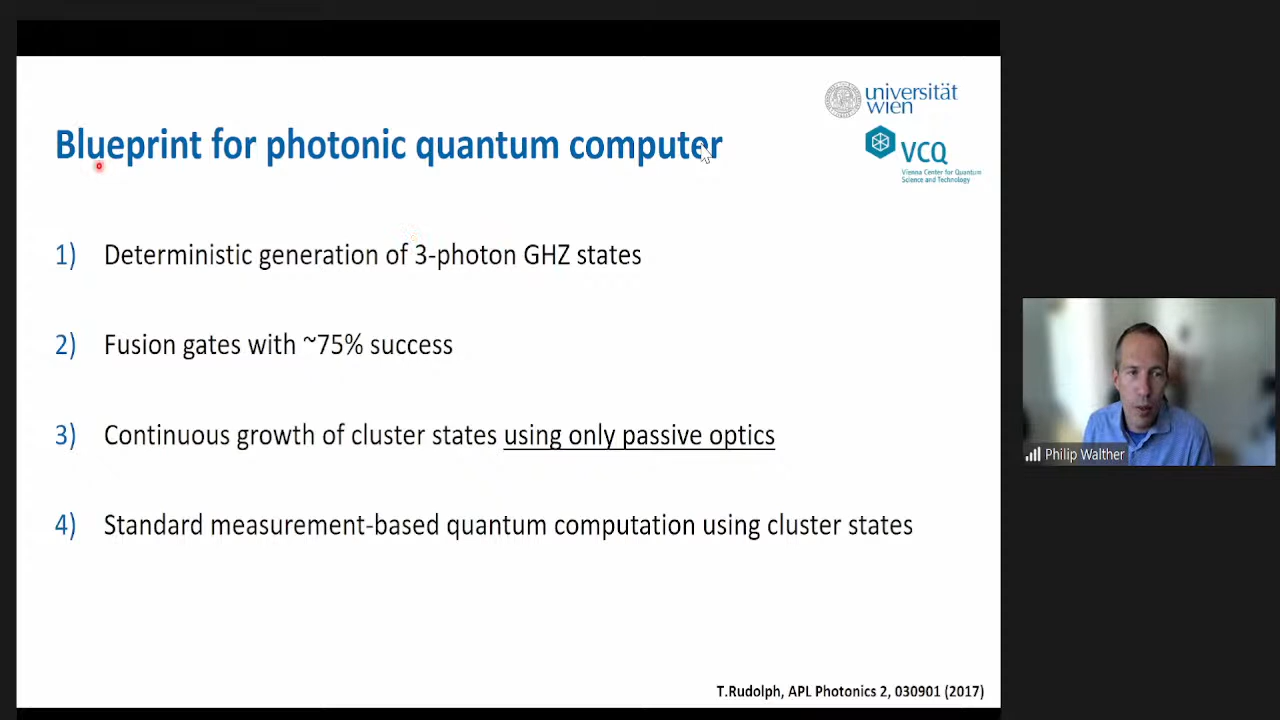 universität
wien
Blueprint for photonic quantum computer
VCQ
Vienna Center for Quantum
Science and Technology
1) Deterministic generation of 3-photon GHZ states
2) Fusion gates with ~75% success
3) Continuous growth of cluster states using only passive optics
4) Standard measurement-based quantum computation using cluster states
Philip Walther
T.Rudolph, APL Photonics 2, 030901 (2017)